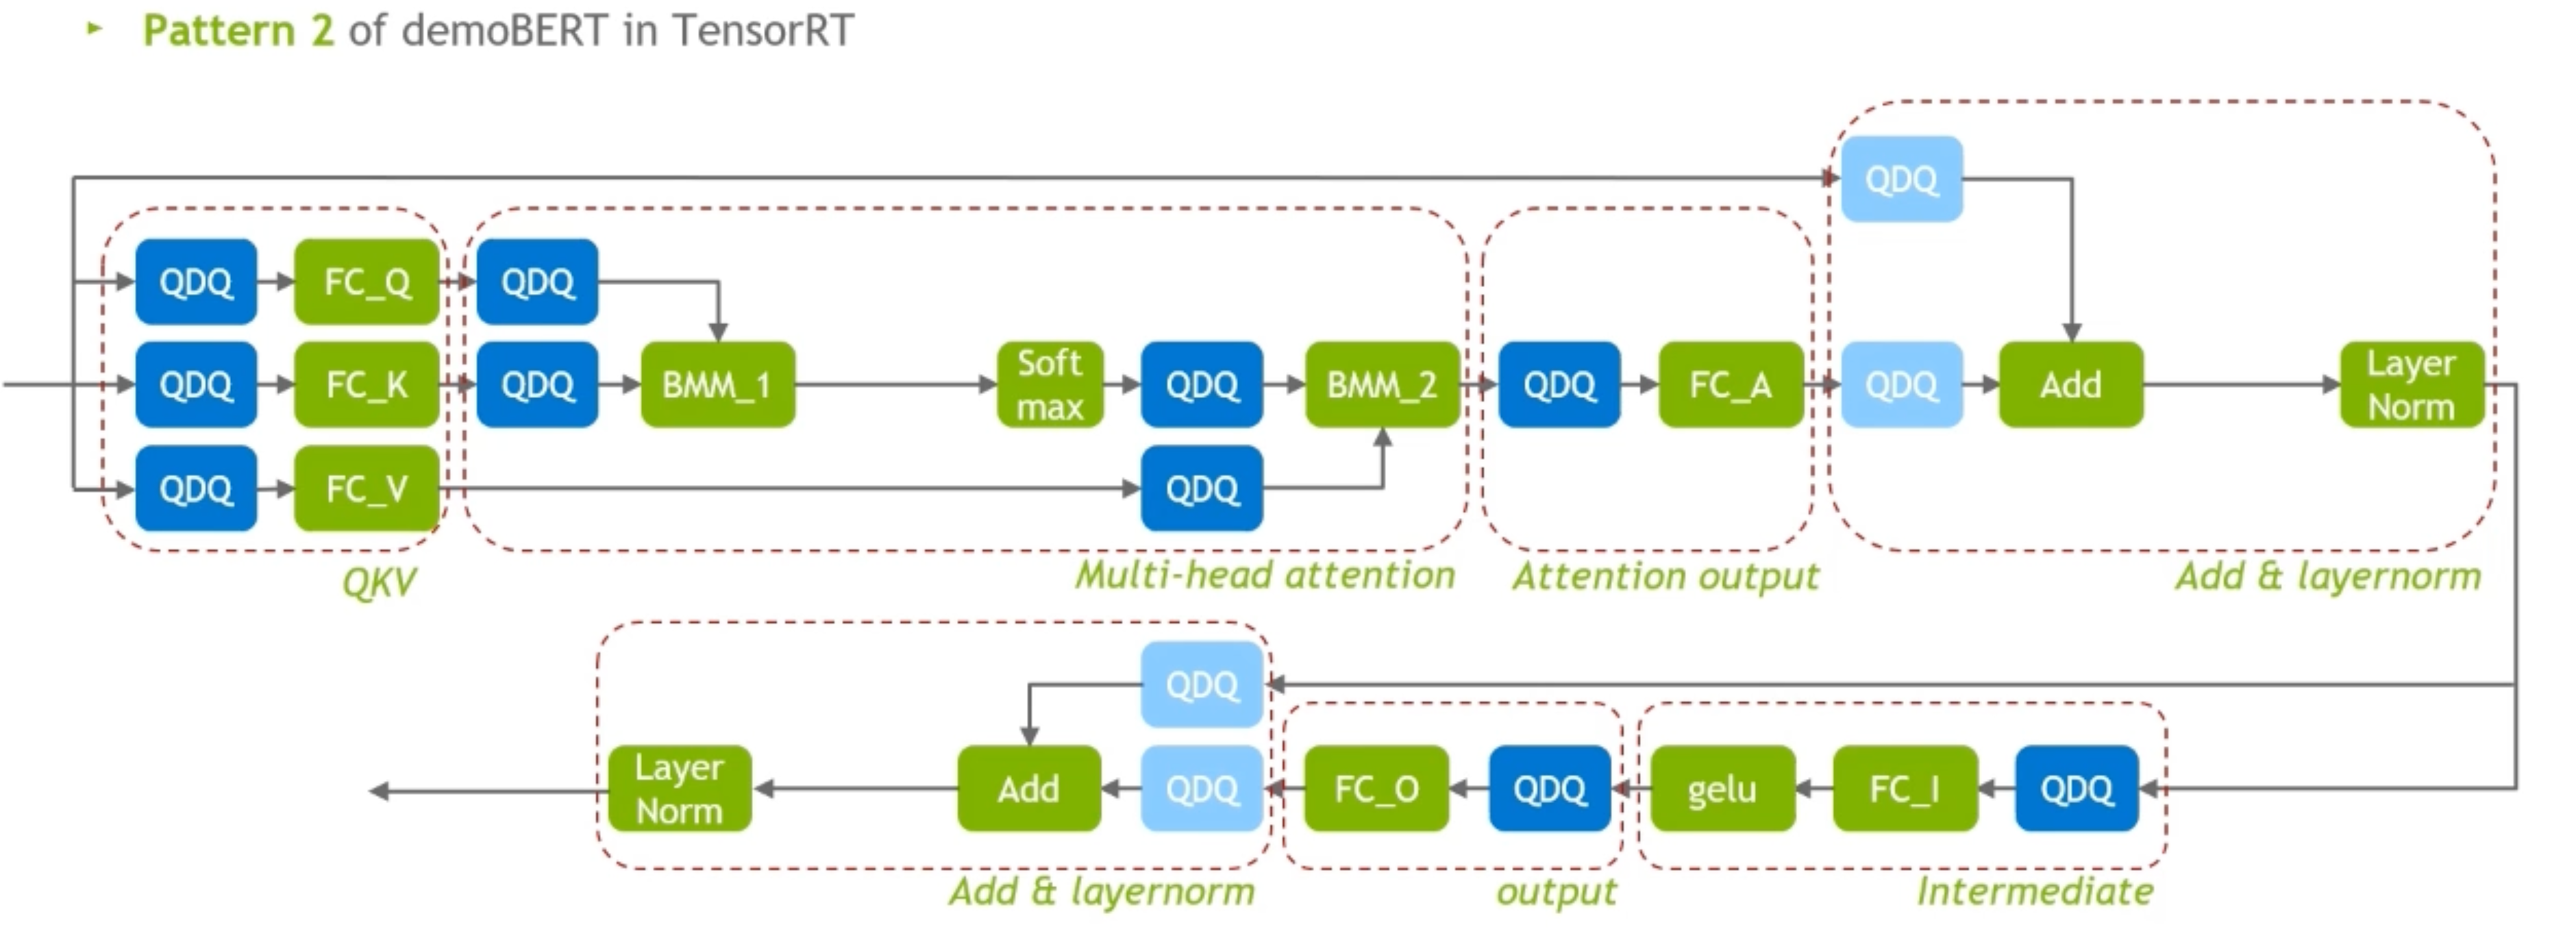 ▸ Pattern 2 of demoBERT in TensorRT
QDQ
QDQ FC_Q QDQ
QDQ FC_K QDQ BMM_1 Soft max QDQ BMM_2 QDQ FC_A QDQ Add Layer Norm
QDQ FC_V QDQ
QKV Multi-head attention Attention output Add & layernorm
QDQ
Layer Norm Add QDQ FC_O QDQ gelu FC_I QDQ
Add & layernorm output Intermediate